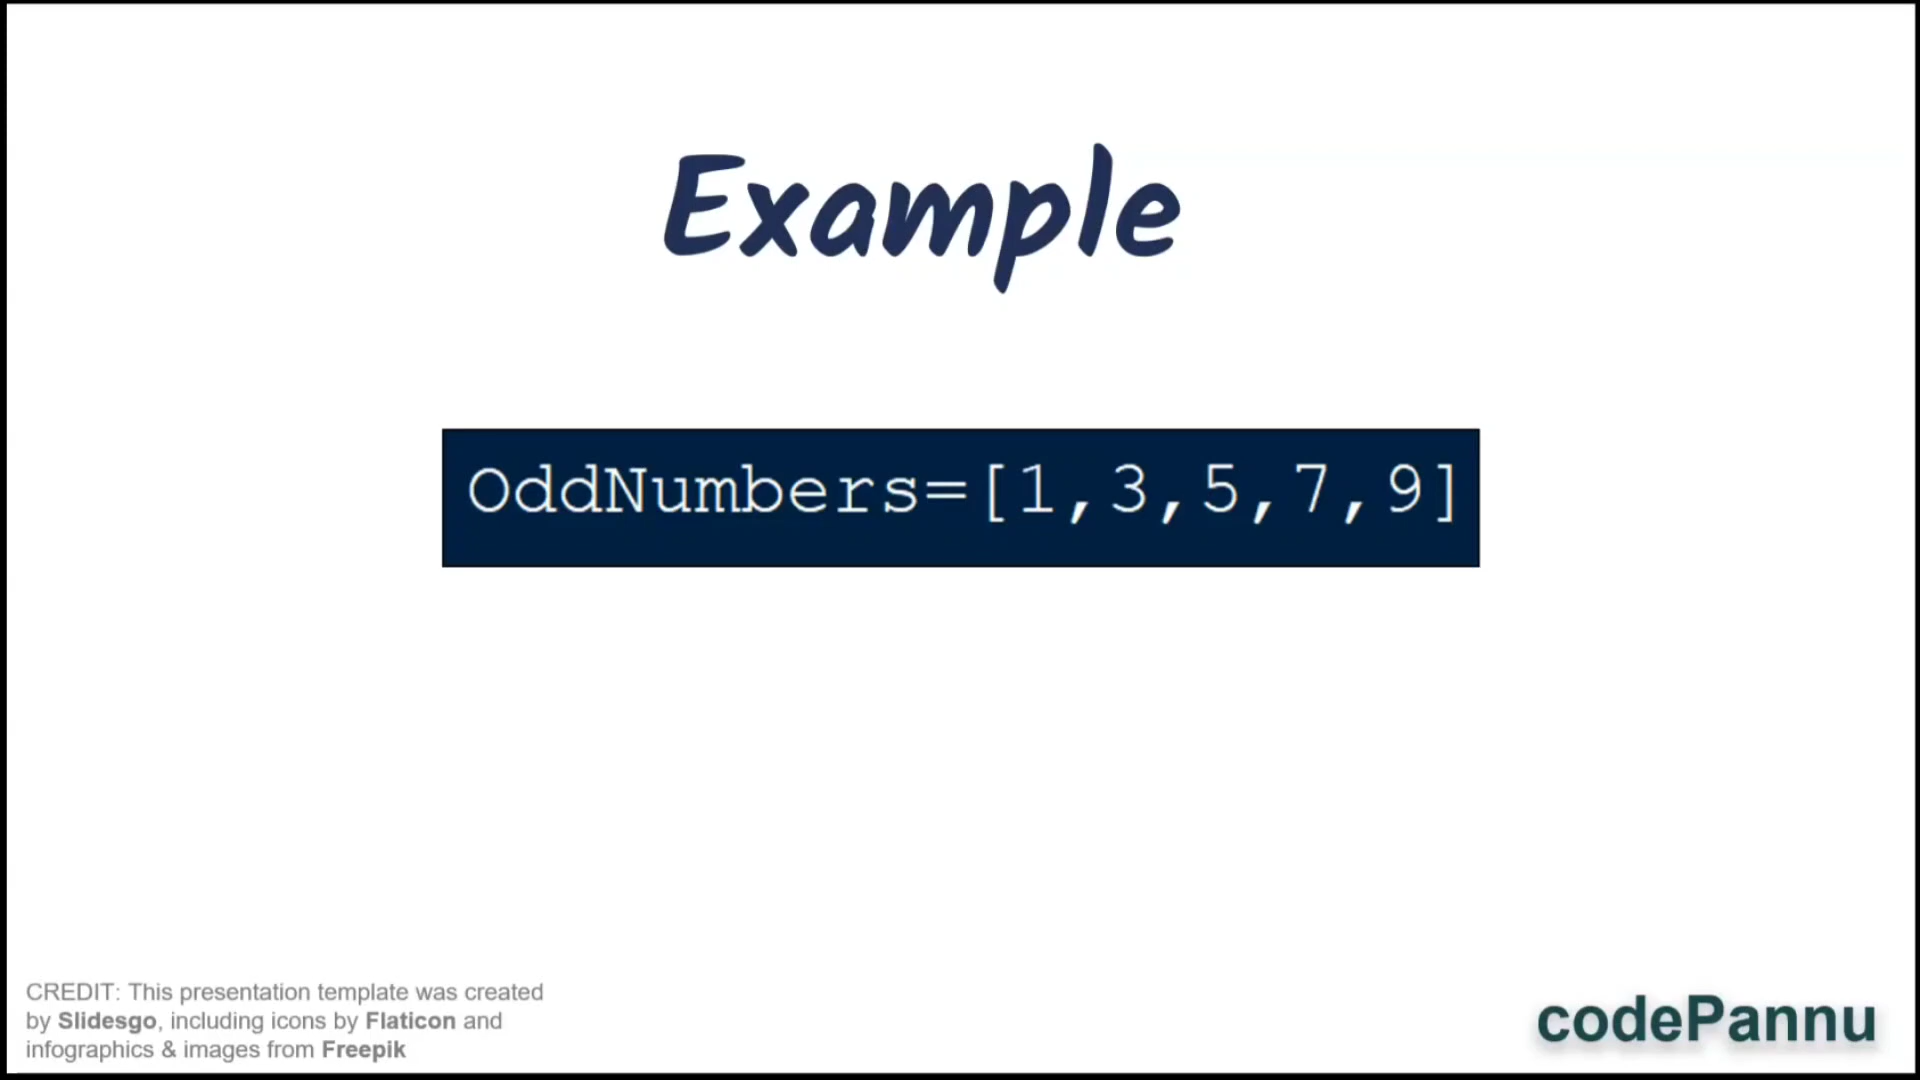 Example
OddNumbers=[1,3,5,7,9]
CREDIT: This presentation template was created
by Slidesgo, including icons by Flaticon and
infographics & images from Freepik
codePannu